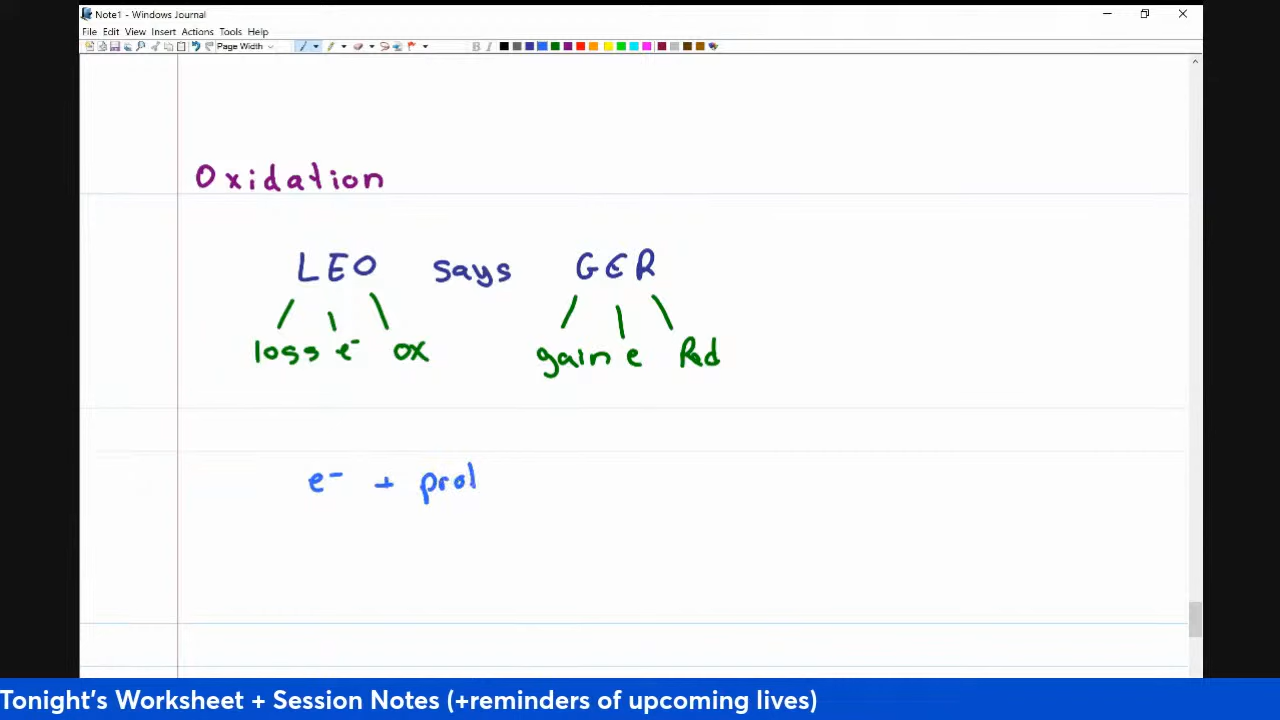 Note1 - Windows Journal
File Edit View Insert Actions Tools Help
Page Width
B I
Oxidation
LEO says GER
loss e⁻ ox gain e Red
e⁻ + prot
Tonight's Worksheet + Session Notes (+reminders of upcoming lives)